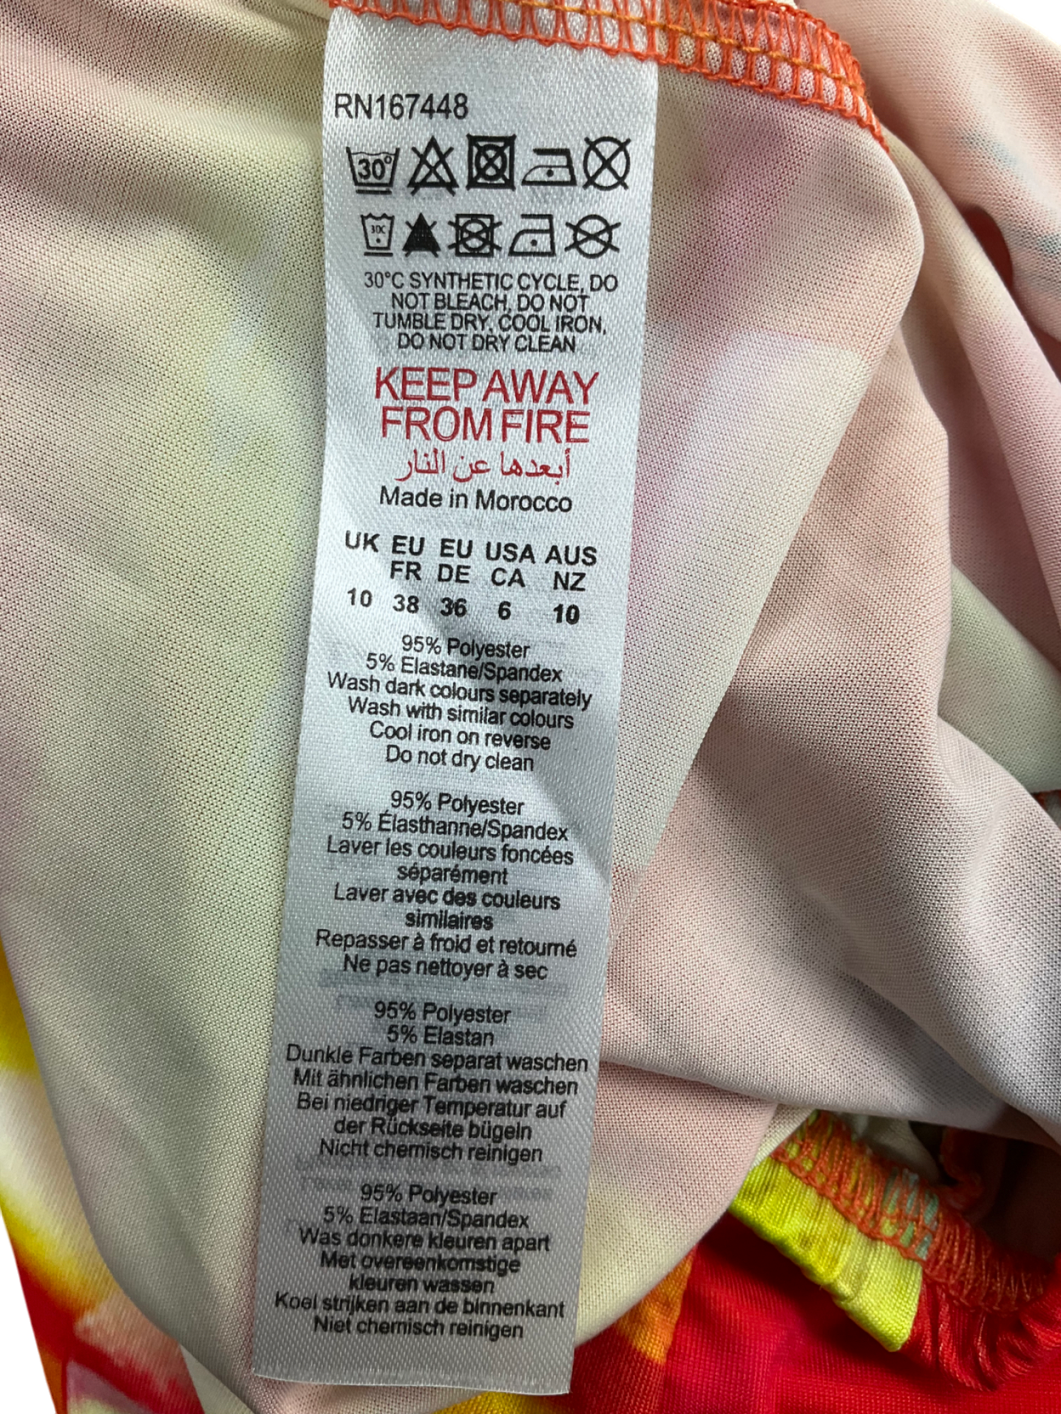 RN167448
30°
30C
30°C SYNTHETIC CYCLE, DO
NOT BLEACH, DO NOT
TUMBLE DRY, COOL IRON,
DO NOT DRY CLEAN
KEEP AWAY
FROM FIRE
أبعدها عن النار
Made in Morocco
UK EU EU USA AUS
FR DE CA NZ
10 38 36 6 10
95% Polyester
5% Elastane/Spandex
Wash dark colours separately
Wash with similar colours
Cool iron on reverse
Do not dry clean
95% Polyester
5% Élasthanne/Spandex
Laver les couleurs foncées
séparément
Laver avec des couleurs
similaires
Repasser à froid et retourné
Ne pas nettoyer à sec
95% Polyester
5% Elastan
Dunkle Farben separat waschen
Mit ähnlichen Farben waschen
Bei niedriger Temperatur auf
der Rückseite bügeln
Nicht chemisch reinigen
95% Polyester
5% Elastaan/Spandex
Was donkere kleuren apart
Met overeenkomstige
kleuren wassen
Koel strijken aan de binnenkant
Niet chemisch reinigen